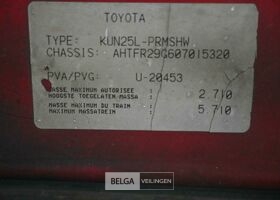 TOYOTA
TYPE: KUN25L-PRMSHW
CHASSIS: AHTFR29G607015320
PVA/PVG: U-20453
MASSE MAXIMUM AUTORISEE
HOOGSTE TOEGELATEN MASSA : 2.710
MASSE MAXIMUM DU TRAIN
MAXIMUM MASSATREIN : 5.710
BELGA VEILINGEN